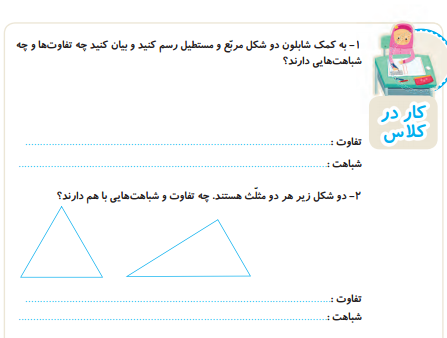 ۱- به کمک شابلون دو شکل مربّع و مستطیل رسم کنید و بیان کنید چه تفاوت‌ها و چه
شباهت‌هایی دارند؟
کار در
کلاس
تفاوت :
شباهت :
۲- دو شکل زیر هر دو مثلّث هستند. چه تفاوت و شباهت‌هایی با هم دارند؟
تفاوت :
شباهت :